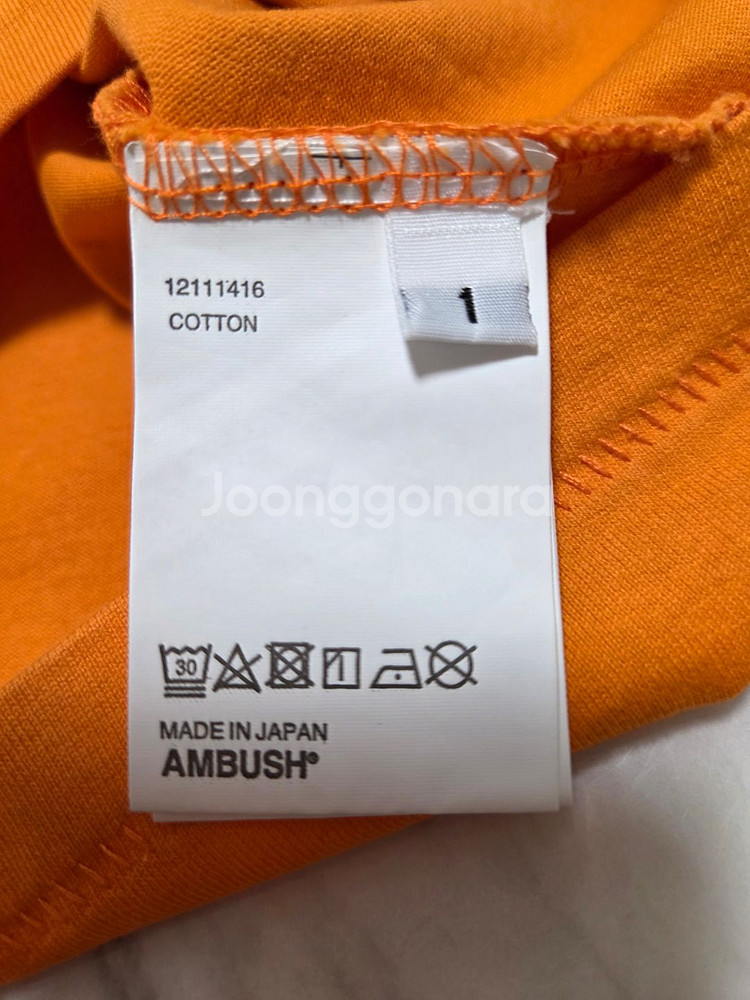 12111416
COTTON
1
Joonggonara
30
MADE IN JAPAN
AMBUSH®